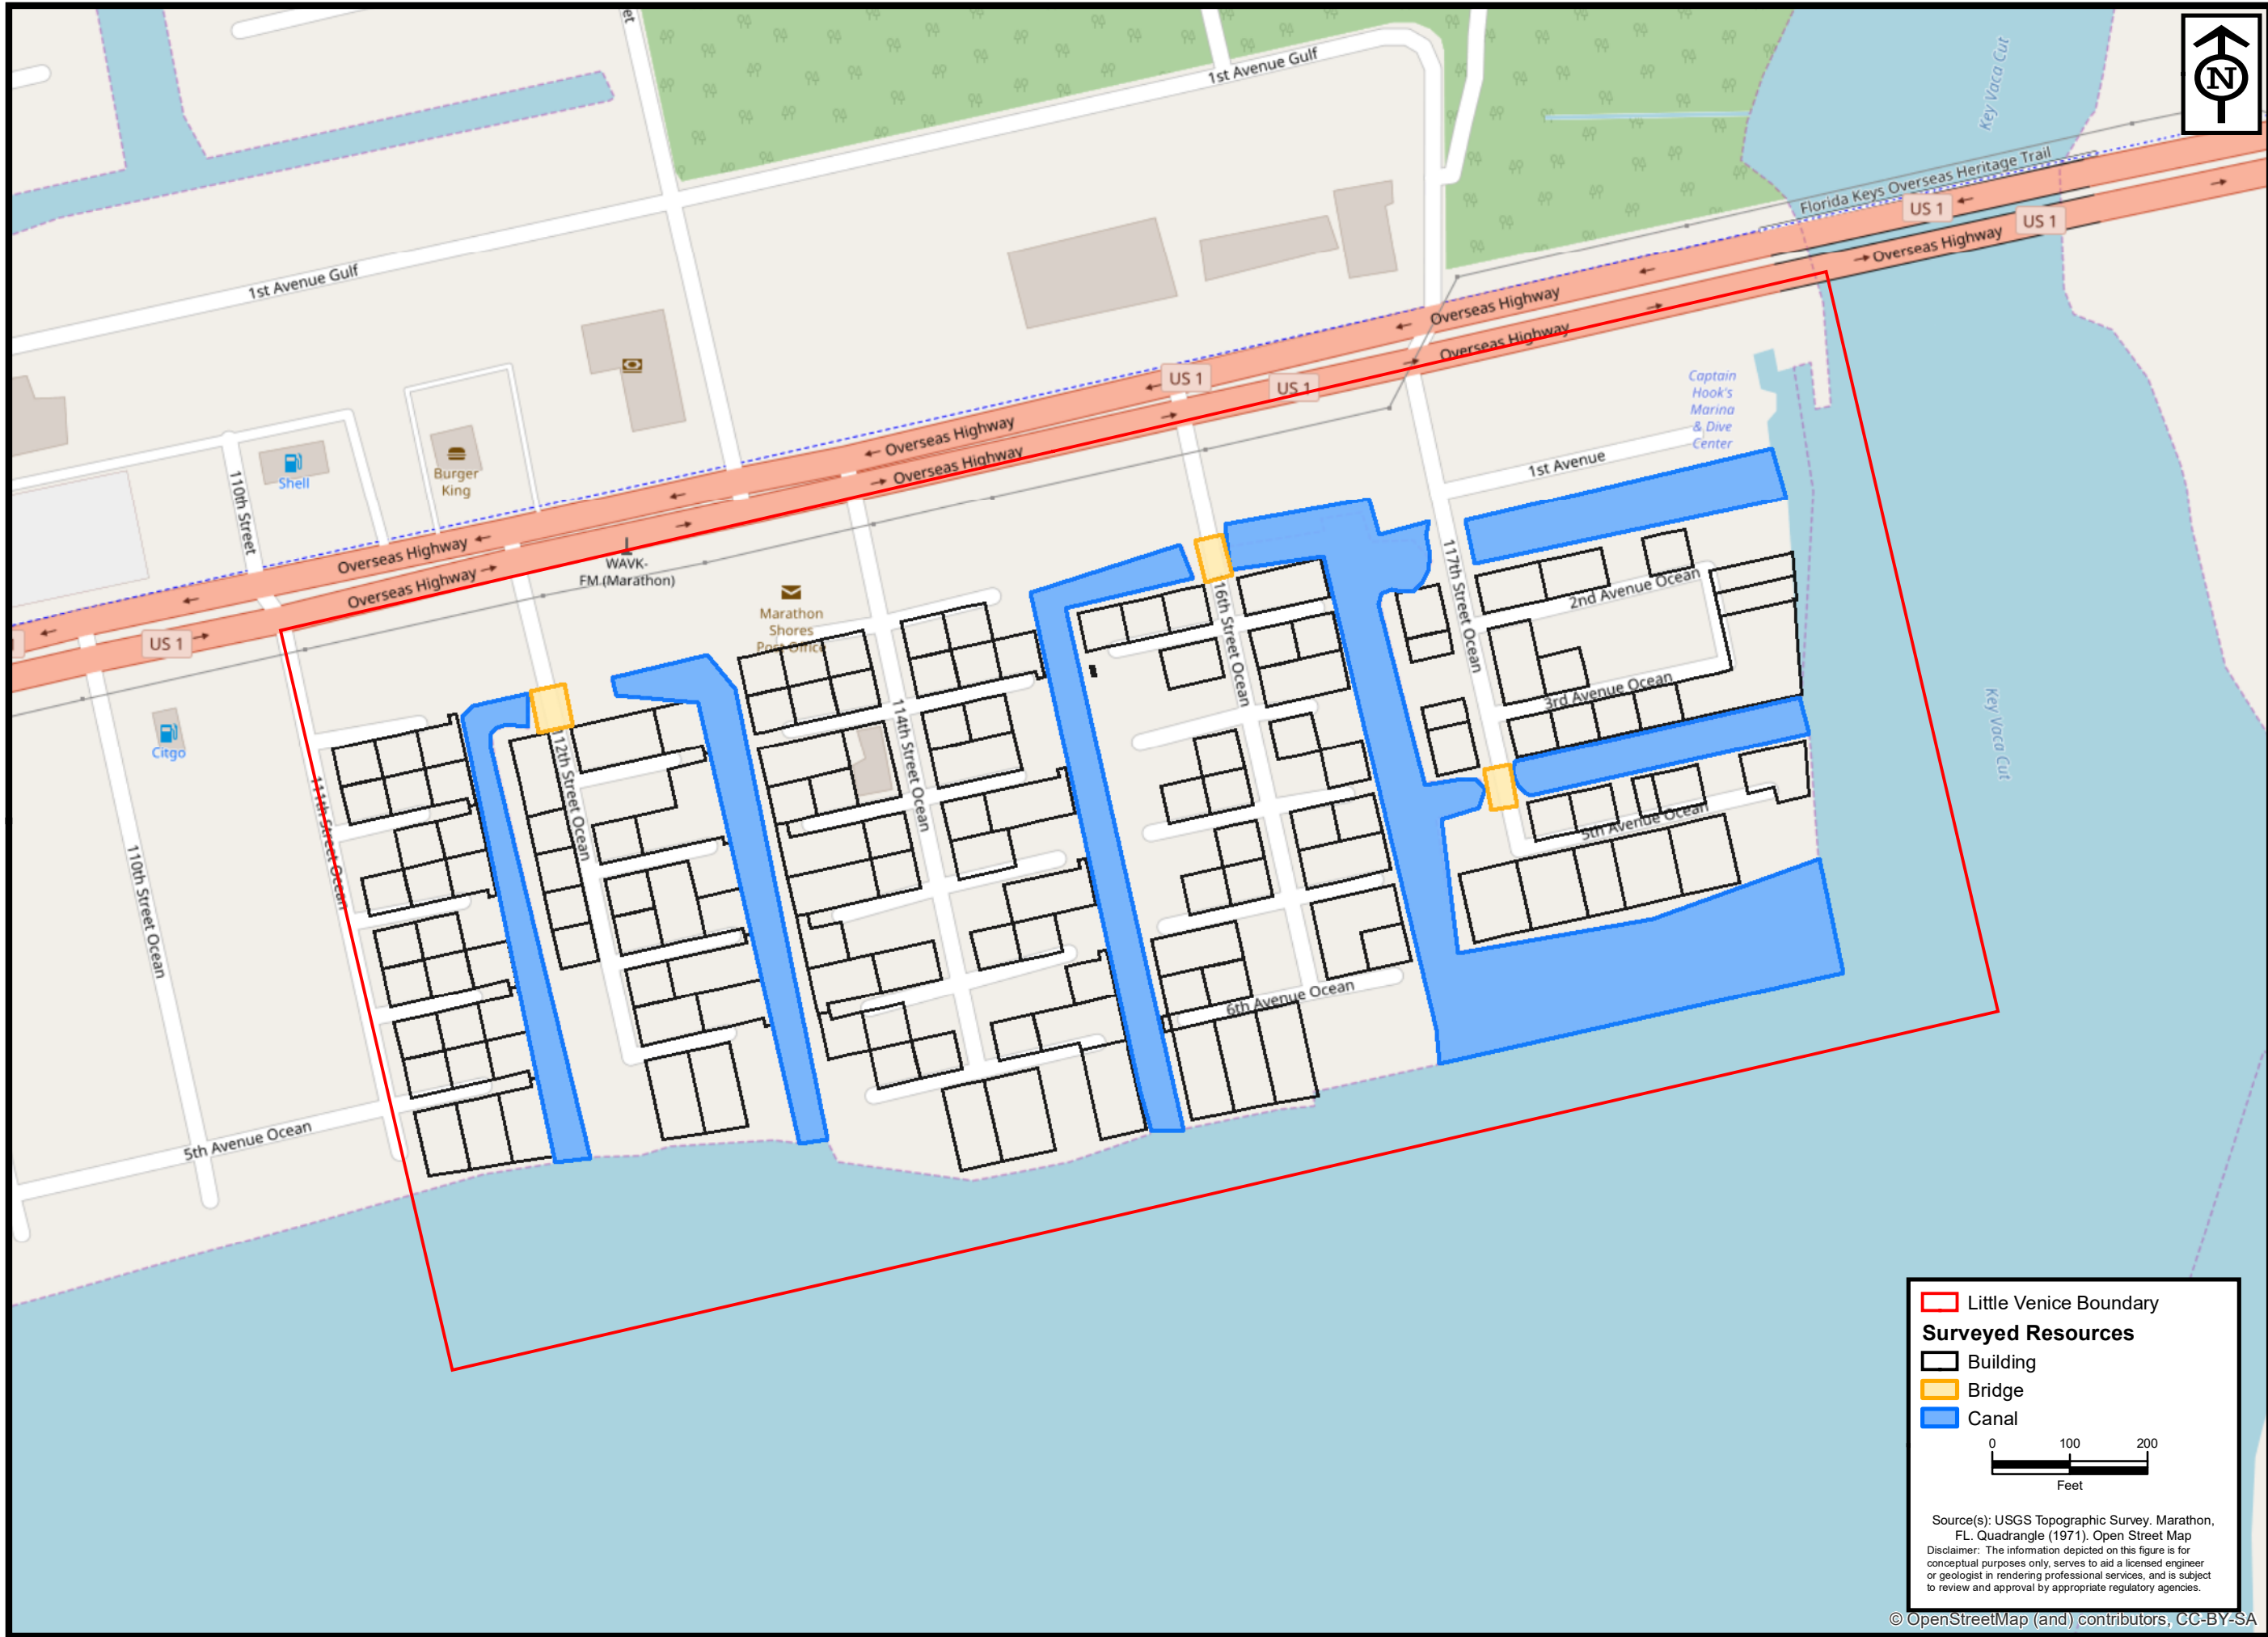 et
1st Avenue Gulf
Key Vaca Cut
N
Florida Keys Overseas Heritage Trail
US 1
US 1
Overseas Highway
1st Avenue Gulf
Overseas Highway
Overseas Highway
US 1
US 1
Captain
Hook's
Marina
& Dive
Center
Overseas Highway
Overseas Highway
110th Street
Shell
Burger
King
1st Avenue
Overseas Highway
Overseas Highway
WAVK-
FM (Marathon)
Marathon
Shores
Post Office
US 1
Citgo
117th Street Ocean
116th Street Ocean
2nd Avenue Ocean
3rd Avenue Ocean
114th Street Ocean
112th Street Ocean
111th Street Ocean
110th Street Ocean
Key Vaca Cut
5th Avenue Ocean
6th Avenue Ocean
5th Avenue Ocean
Little Venice Boundary
Surveyed Resources
Building
Bridge
Canal
0 100 200
Feet
Source(s): USGS Topographic Survey. Marathon,
FL. Quadrangle (1971). Open Street Map
Disclaimer: The information depicted on this figure is for
conceptual purposes only, serves to aid a licensed engineer
or geologist in rendering professional services, and is subject
to review and approval by appropriate regulatory agencies.
© OpenStreetMap (and) contributors, CC-BY-SA